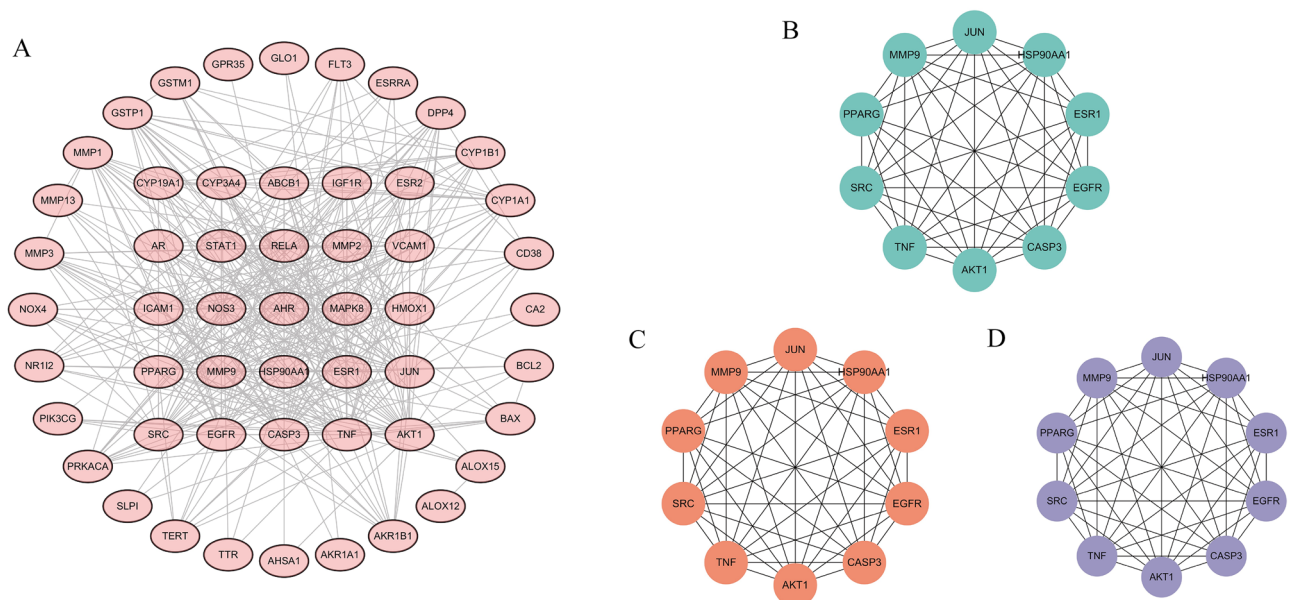 A
GLO1
GPR35
FLT3
GSTM1
ESRRA
GSTP1
DPP4
MMP1
CYP1B1
CYP19A1
CYP3A4
ABCB1
IGF1R
ESR2
MMP13
CYP1A1
AR
STAT1
RELA
MMP2
VCAM1
MMP3
CD38
NOX4
ICAM1
NOS3
AHR
MAPK8
HMOX1
CA2
NR1I2
PPARG
MMP9
HSP90AA1
ESR1
JUN
BCL2
PIK3CG
SRC
EGFR
CASP3
TNF
AKT1
BAX
PRKACA
ALOX15
SLPI
ALOX12
TERT
AKR1B1
TTR
AHSA1
AKR1A1
B
JUN
MMP9
HSP90AA1
PPARG
ESR1
SRC
EGFR
TNF
CASP3
AKT1
C
JUN
MMP9
HSP90AA1
PPARG
ESR1
SRC
EGFR
TNF
CASP3
AKT1
D
JUN
MMP9
HSP90AA1
PPARG
ESR1
SRC
EGFR
TNF
CASP3
AKT1